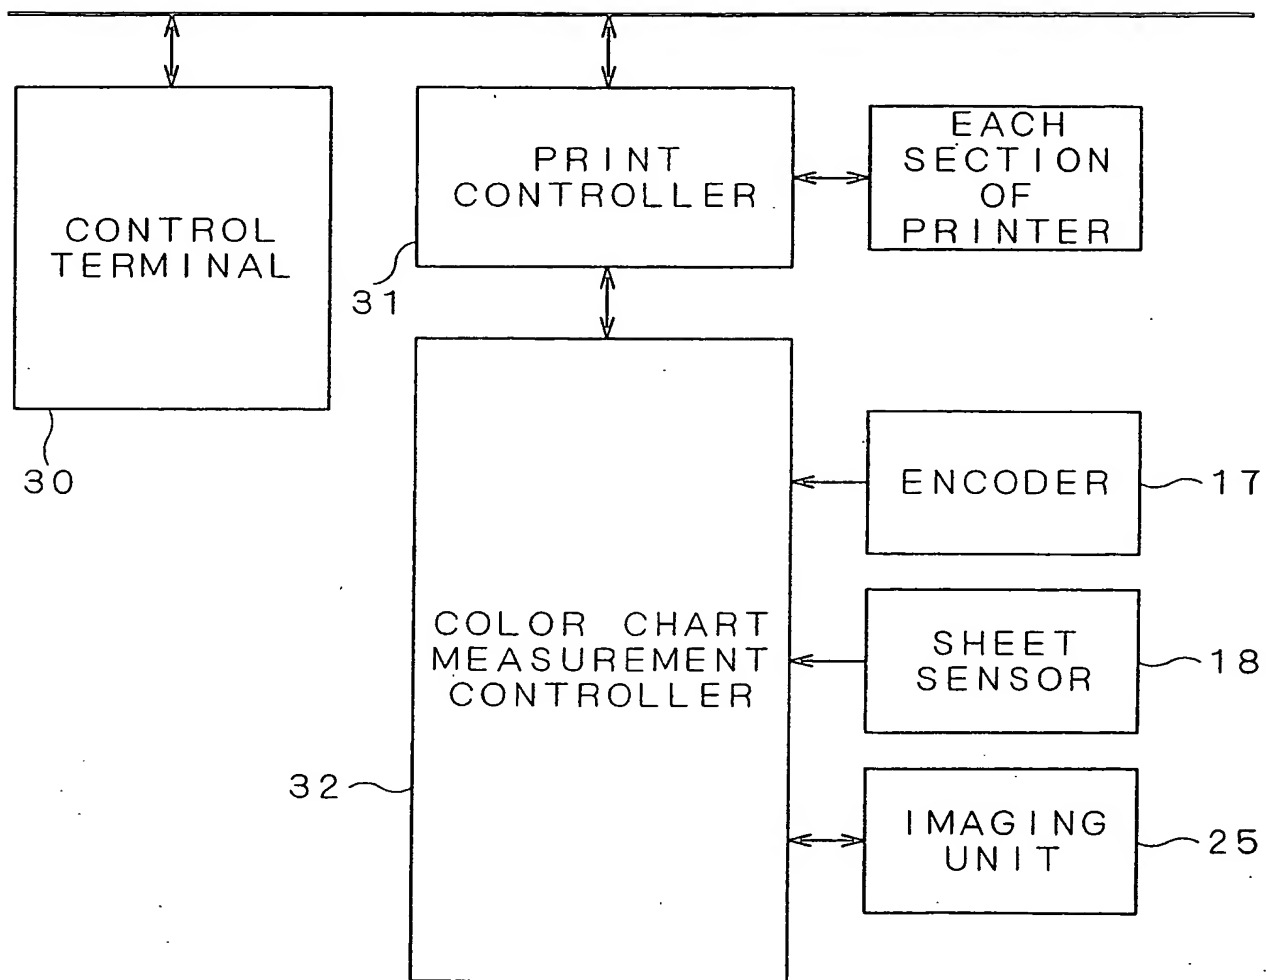 CONTROL
TERMINAL
30
PRINT
CONTROLLER
31
EACH
SECTION
OF
PRINTER
COLOR CHART
MEASUREMENT
CONTROLLER
32
ENCODER
17
SHEET
SENSOR
18
IMAGING
UNIT
25